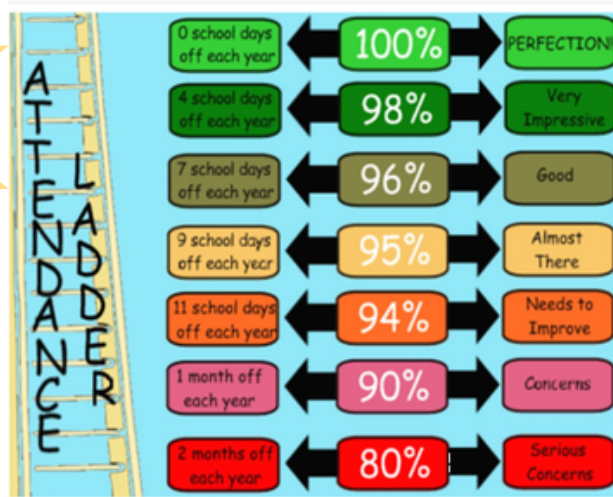 ATTENDANCE
LADDER
0 school days
off each year
100%
PERFECTION!
4 school days
off each year
98%
Very
Impressive
7 school days
off each year
96%
Good
9 school days
off each year
95%
Almost
There
11 school days
off each year
94%
Needs to
Improve
1 month off
each year
90%
Concerns
2 months off
each year
80%
Serious
Concerns